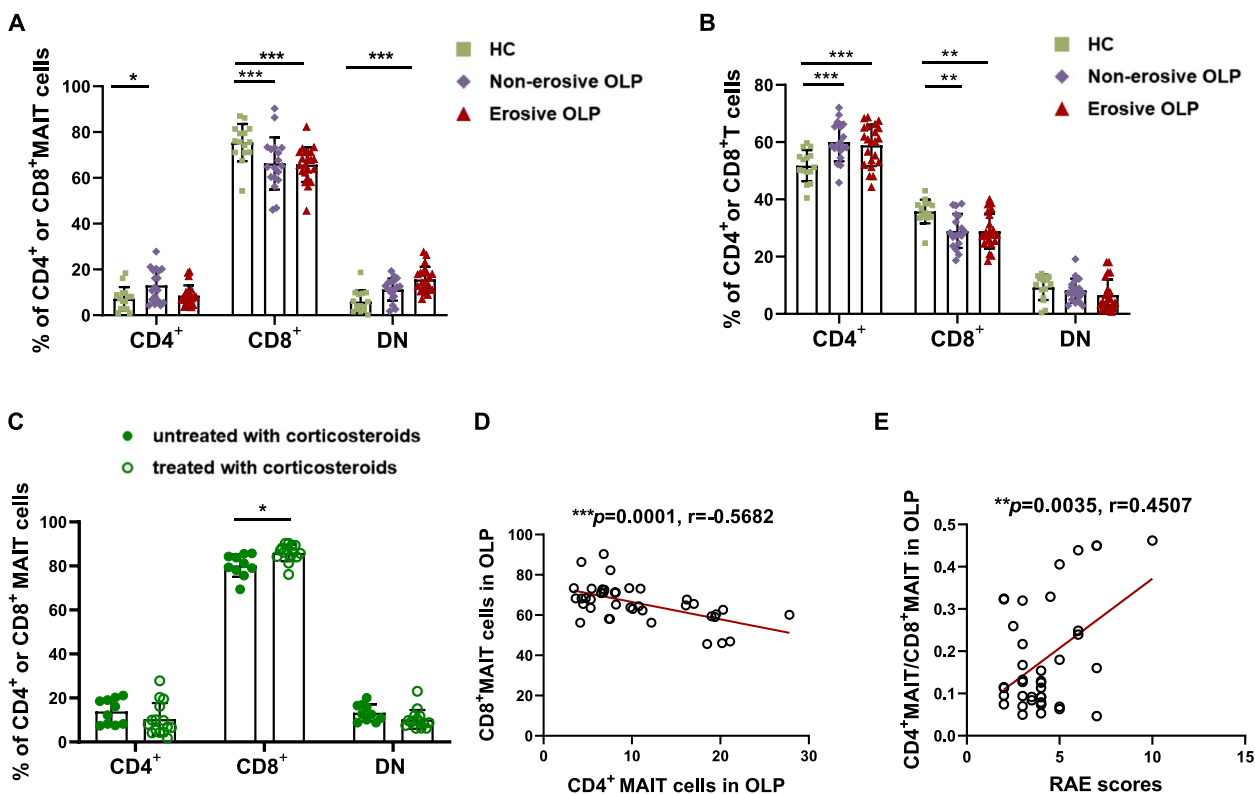 A
HC
Non-erosive OLP
Erosive OLP
* *** *** ***
% of CD4⁺ or CD8⁺MAIT cells
100
80
60
40
20
0
CD4⁺ CD8⁺ DN
B
HC
Non-erosive OLP
Erosive OLP
*** *** ** **
% of CD4⁺ or CD8⁺T cells
80
60
40
20
0
CD4⁺ CD8⁺ DN
C
untreated with corticosteroids
treated with corticosteroids
*
% of CD4⁺ or CD8⁺ MAIT cells
100
80
60
40
20
0
CD4⁺ CD8⁺ DN
D
***p=0.0001, r=-0.5682
CD8⁺MAIT cells in OLP
100
80
60
40
20
0
0 10 20 30
CD4⁺ MAIT cells in OLP
E
**p=0.0035, r=0.4507
CD4⁺MAIT/CD8⁺MAIT in OLP
0.5
0.4
0.3
0.2
0.1
0.0
0 5 10 15
RAE scores